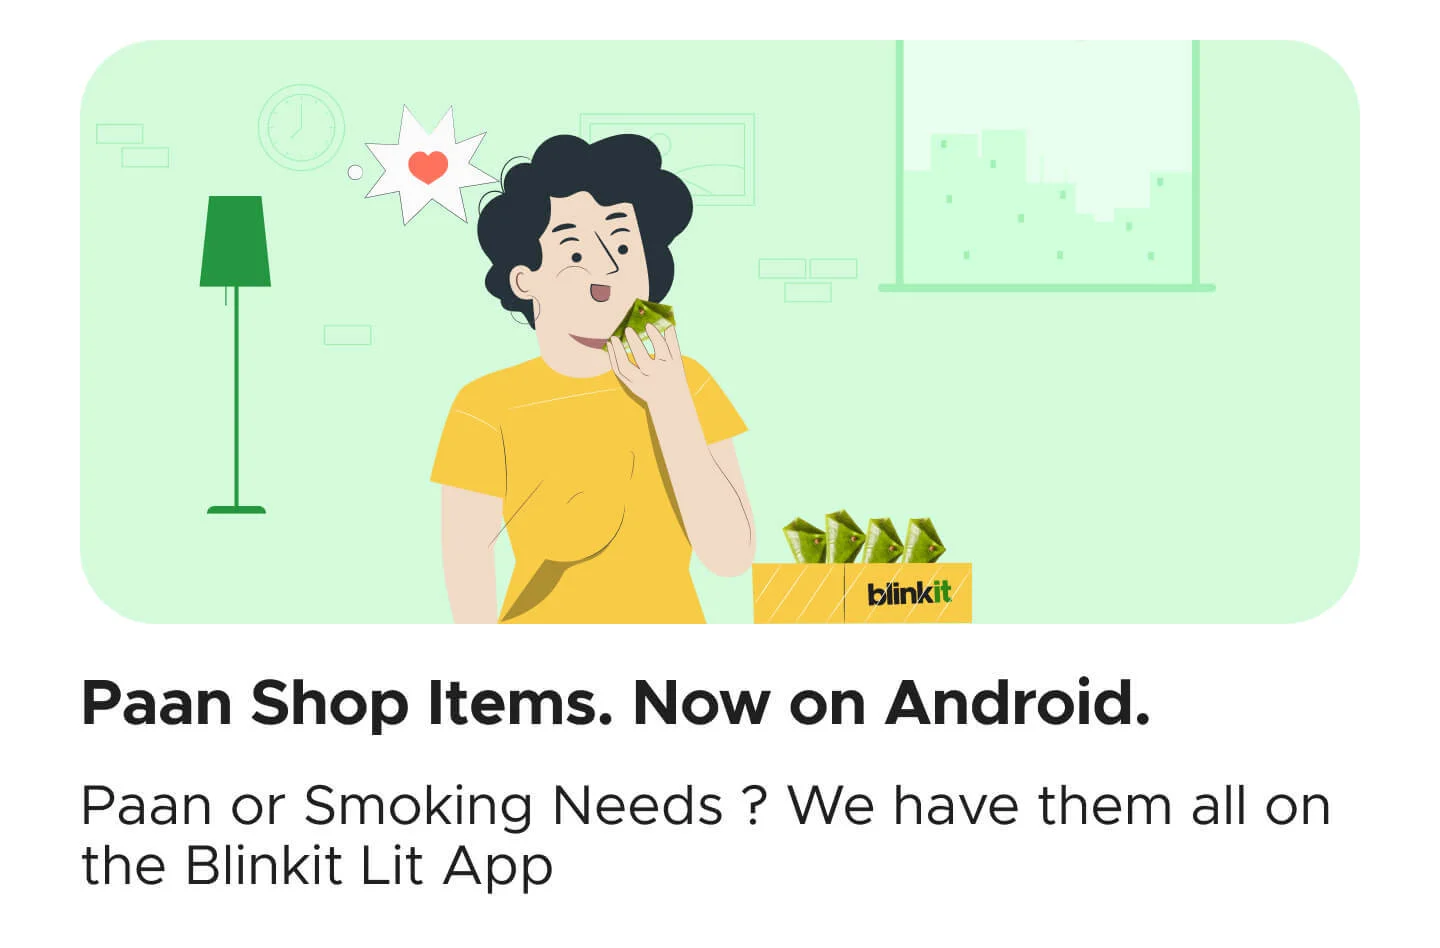 blinkit
Paan Shop Items. Now on Android.
Paan or Smoking Needs ? We have them all on
the Blinkit Lit App